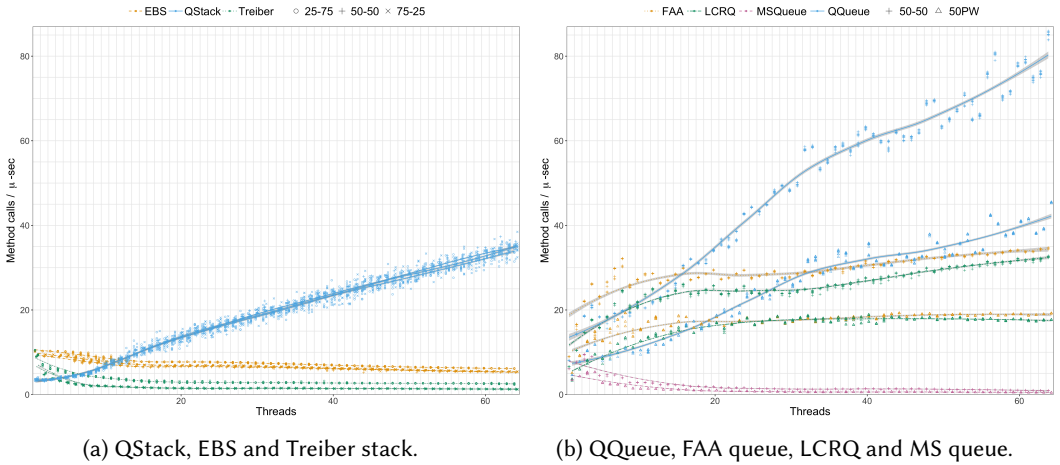 EBS QStack Treiber 25-75 50-50 75-25
FAA LCRQ MSQueue QQueue 50-50 50PW
80
60
40
20
0
Method calls / μ -sec
20 40 60
Threads
80
60
40
20
0
Method calls / μ -sec
20 40 60
Threads
(a) QStack, EBS and Treiber stack.
(b) QQueue, FAA queue, LCRQ and MS queue.